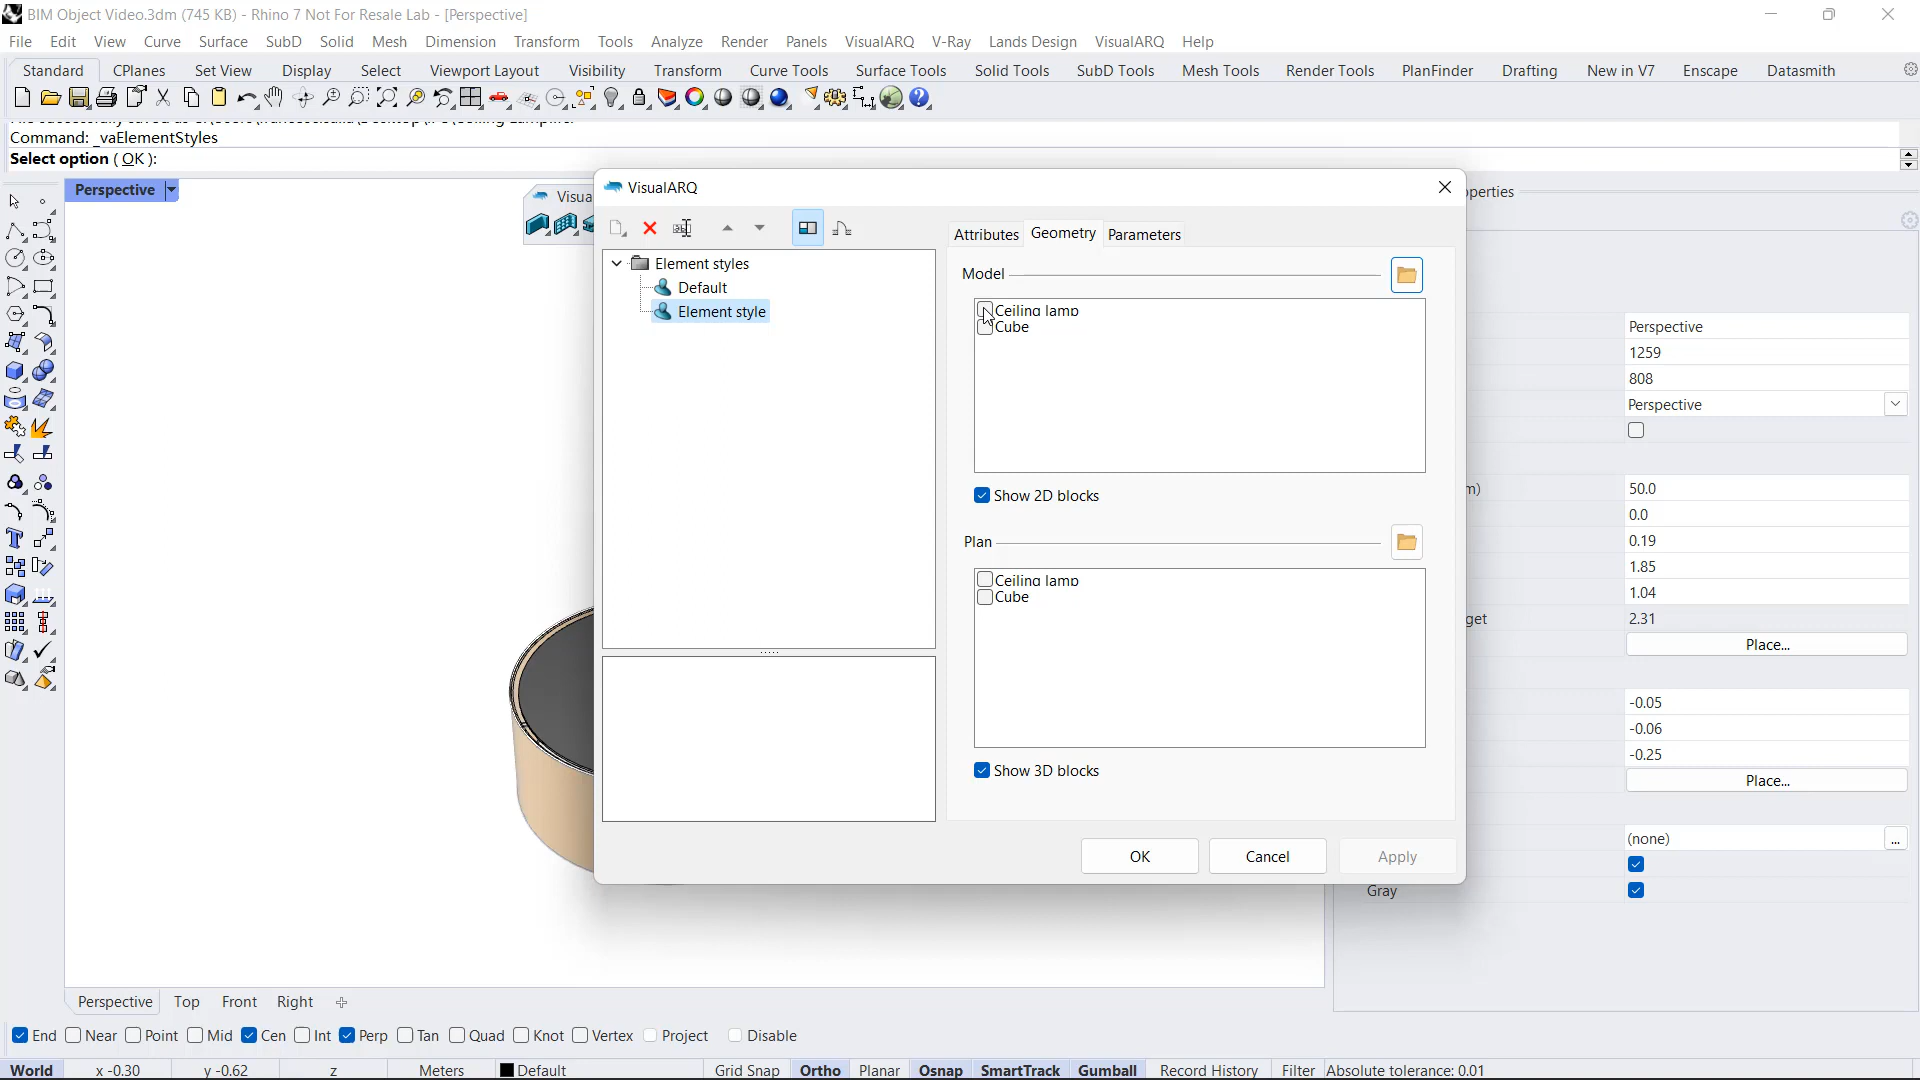 BIM Object Video.3dm (745 KB) - Rhino 7 Not For Resale Lab - [Perspective]
File Edit View Curve Surface SubD Solid Mesh Dimension Transform Tools Analyze Render Panels VisualARQ V-Ray Lands Design VisualARQ Help
Standard CPlanes Set View Display Select Viewport Layout Visibility Transform Curve Tools Surface Tools Solid Tools SubD Tools Mesh Tools Render Tools PlanFinder Drafting New in V7 Enscape Datasmith
Command: _vaElementStyles
Select option ( OK ):
Perspective
Visua
VisualARQ
perties
Attributes Geometry Parameters
Element styles
Default
Element style
Model
Ceiling lamp
Cube
Show 2D blocks
Plan
Ceiling lamp
Cube
Show 3D blocks
OK Cancel Apply
Perspective
1259
808
Perspective
m) 50.0
0.0
0.19
1.85
1.04
get 2.31
Place...
-0.05
-0.06
-0.25
Place...
(none) ...
Gray
Perspective Top Front Right
End Near Point Mid Cen Int Perp Tan Quad Knot Vertex Project Disable
World x -0.30 y -0.62 z Meters Default Grid Snap Ortho Planar Osnap SmartTrack Gumball Record History Filter Absolute tolerance: 0.01